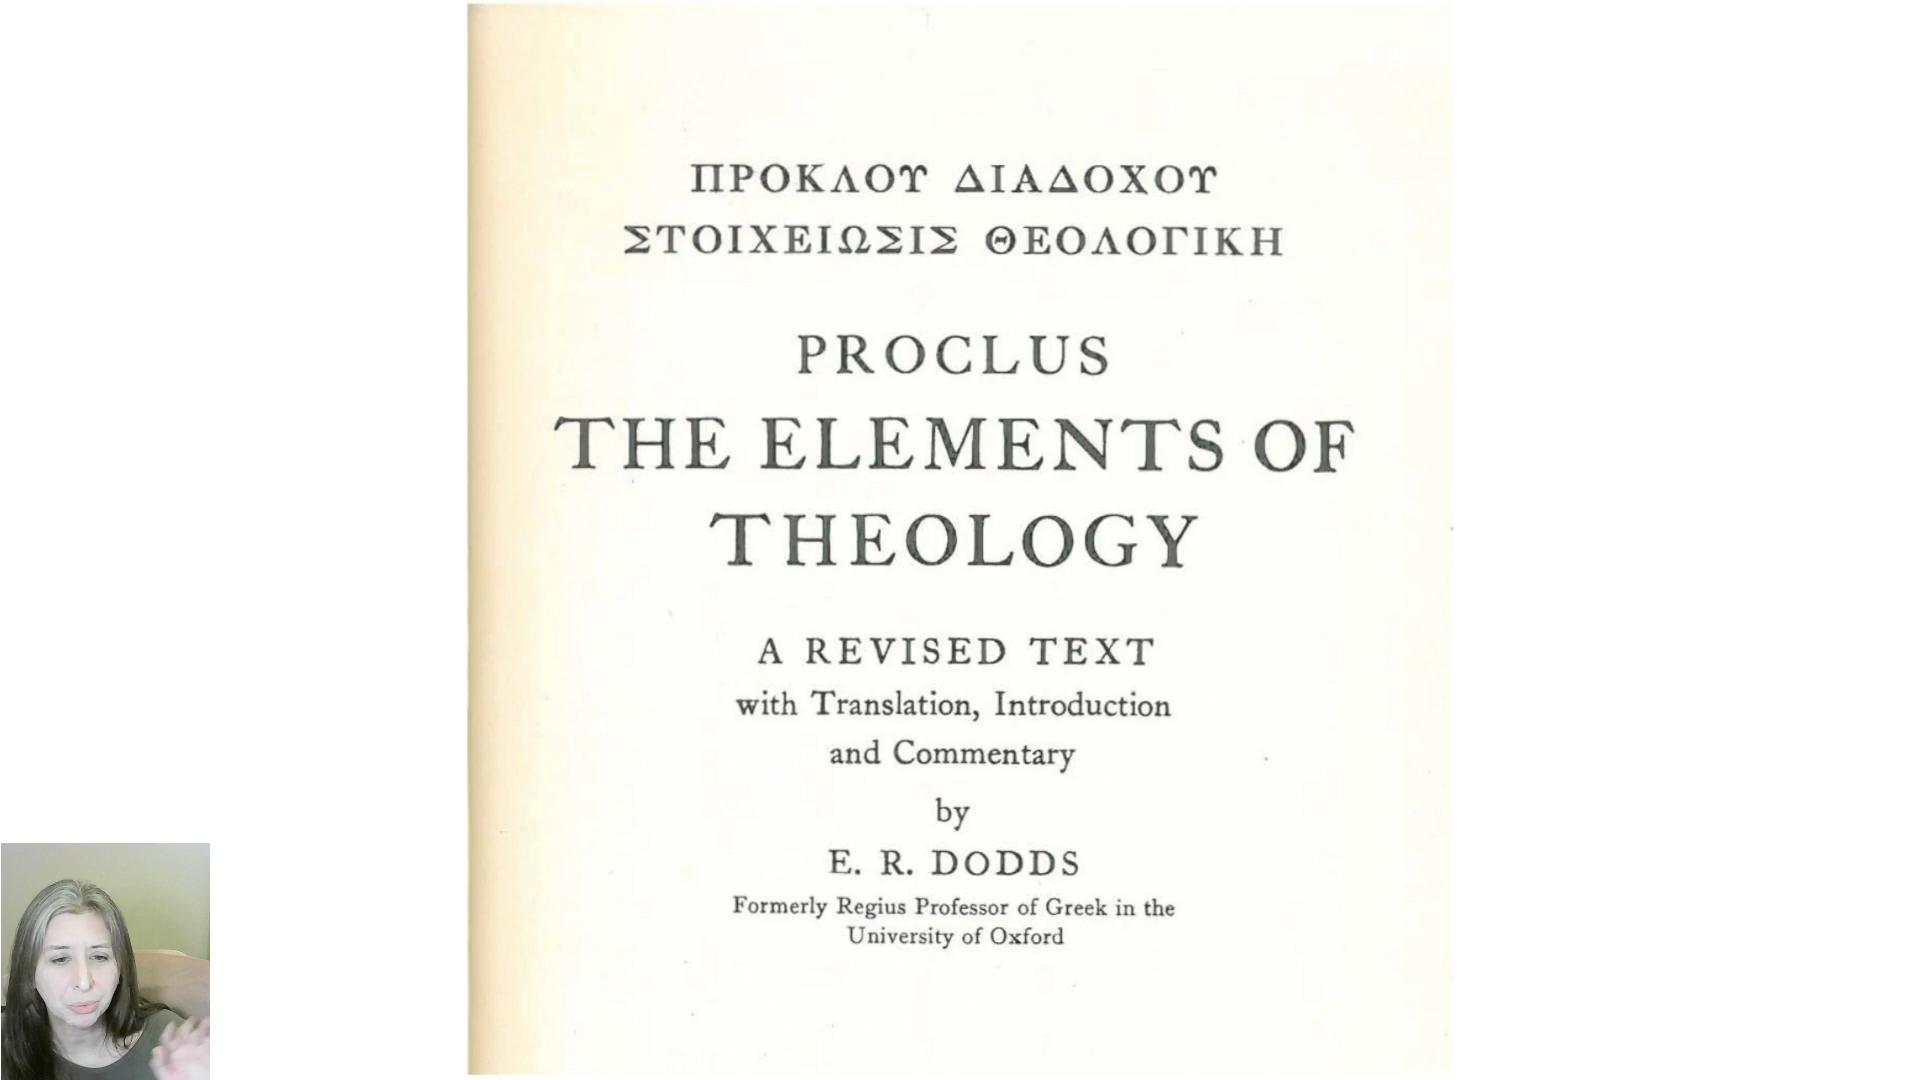 ΠΡΟΚΛΟΥ ΔΙΑΔΟΧΟΥ
ΣΤΟΙΧΕΙΩΣΙΣ ΘΕΟΛΟΓΙΚΗ
PROCLUS
THE ELEMENTS OF
THEOLOGY
A REVISED TEXT
with Translation, Introduction
and Commentary
by
E. R. DODDS
Formerly Regius Professor of Greek in the
University of Oxford